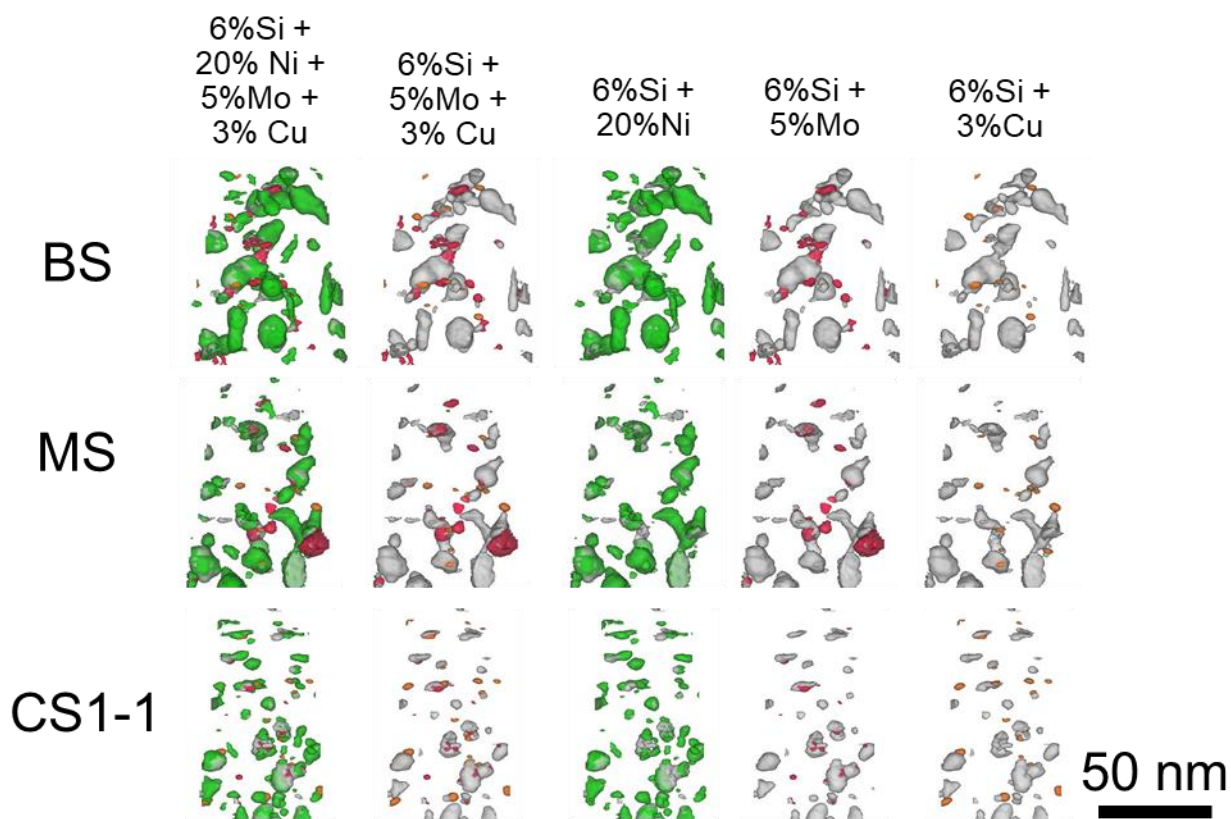 6%Si +
20% Ni +
5%Mo +
3% Cu
6%Si +
5%Mo +
3% Cu
6%Si +
20%Ni
6%Si +
5%Mo
6%Si +
3%Cu
BS
MS
CS1-1
50 nm